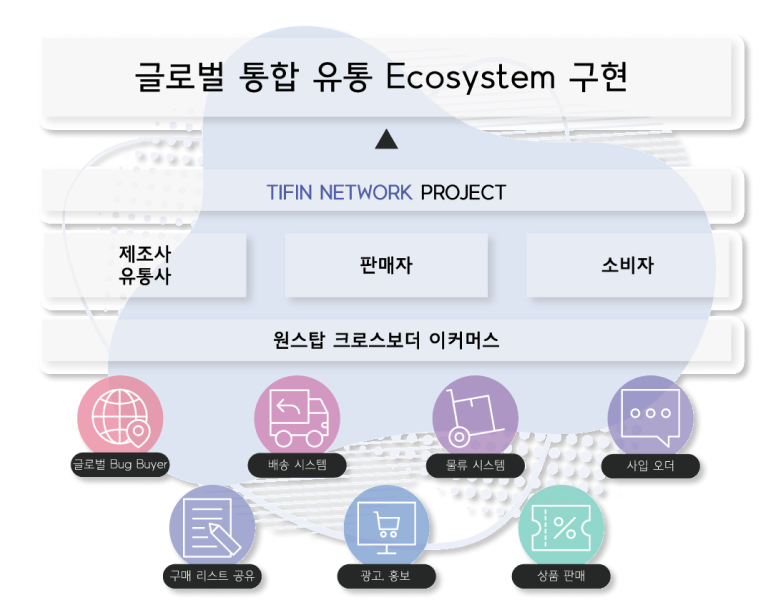 글로벌 통합 유통 Ecosystem 구현
TIFIN NETWORK PROJECT
제조사
유통사
판매자
소비자
원스탑 크로스보더 이커머스
글로벌 Bug Buyer
배송 시스템
물류 시스템
사입 오더
구매 리스트 공유
광고, 홍보
상품 판매